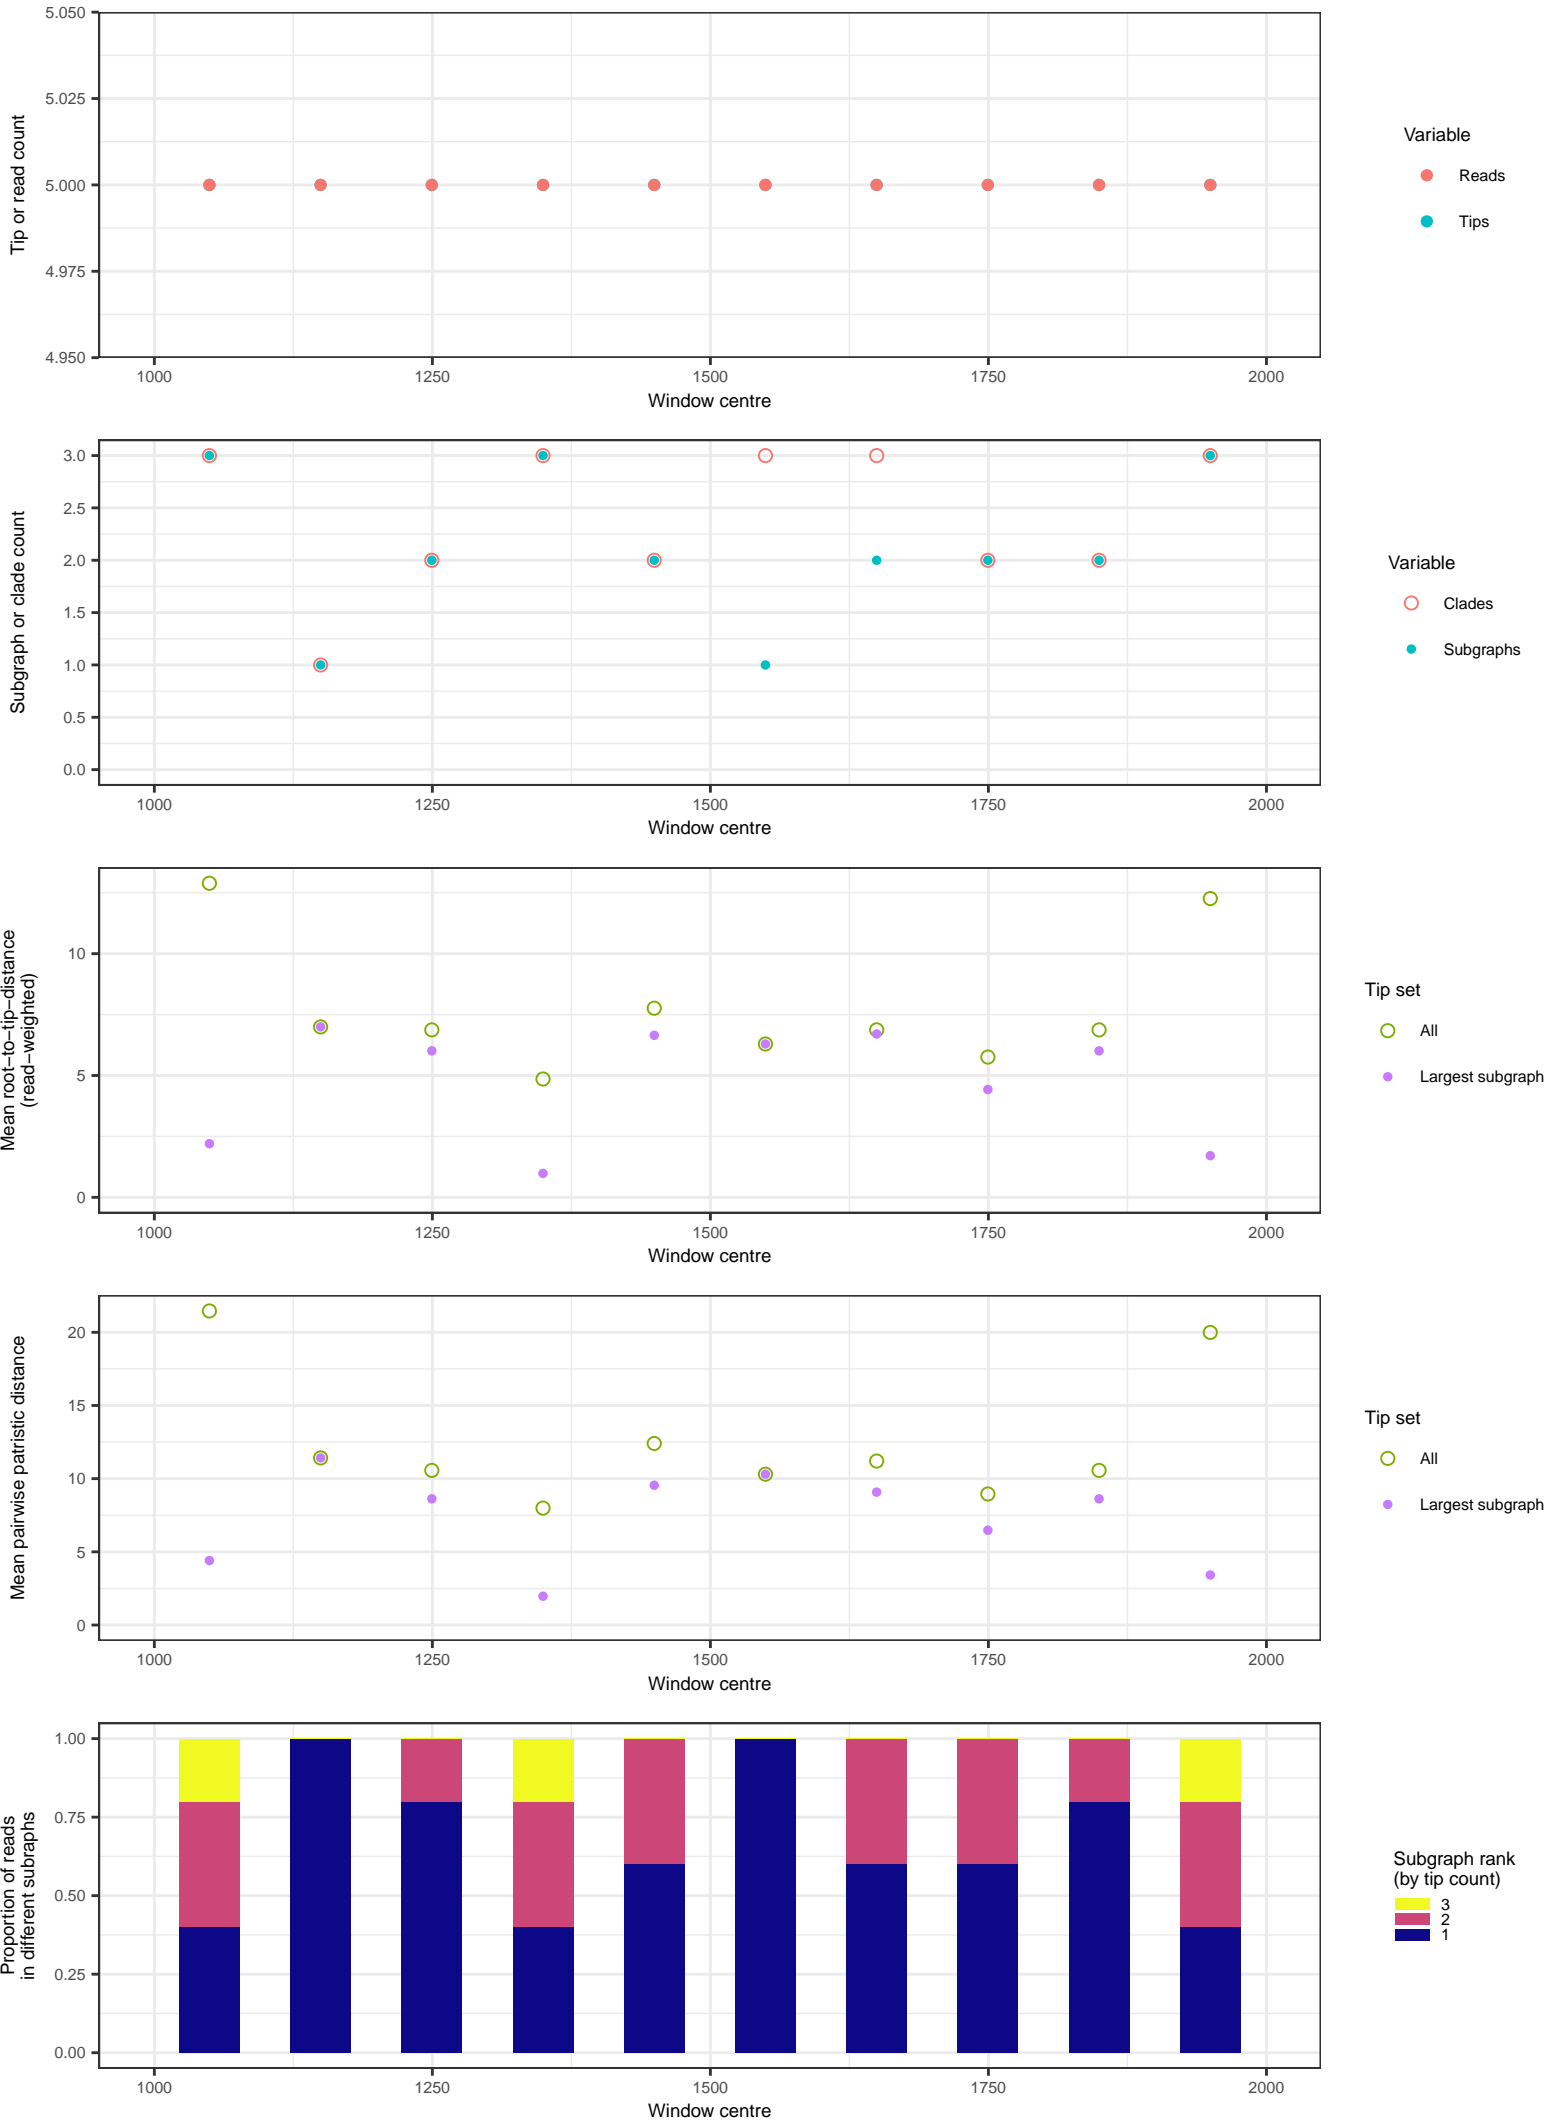 5.050
5.025
5.000
4.975
4.950
Tip or read count
1000 1250 1500 1750 2000
Window centre
Variable
Reads
Tips
3.0
2.5
2.0
1.5
1.0
0.5
0.0
Subgraph or clade count
1000 1250 1500 1750 2000
Window centre
Variable
Clades
Subgraphs
10
5
0
Mean root−to−tip−distance
(read−weighted)
1000 1250 1500 1750 2000
Window centre
Tip set
All
Largest subgraph
20
15
10
5
0
Mean pairwise patristic distance
1000 1250 1500 1750 2000
Window centre
Tip set
All
Largest subgraph
1.00
0.75
0.50
0.25
0.00
Proportion of reads
in different subraphs
1000 1250 1500 1750 2000
Window centre
Subgraph rank
(by tip count)
3
2
1